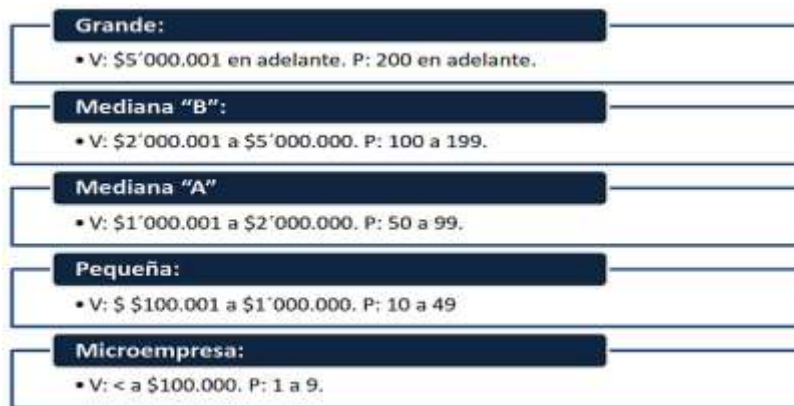 Grande:
• V: $5´000.001 en adelante. P: 200 en adelante.
Mediana “B”:
• V: $2´000.001 a $5´000.000. P: 100 a 199.
Mediana “A”
• V: $1´000.001 a $2´000.000. P: 50 a 99.
Pequeña:
• V: $ $100.001 a $1´000.000. P: 10 a 49
Microempresa:
• V: < a $100.000. P: 1 a 9.